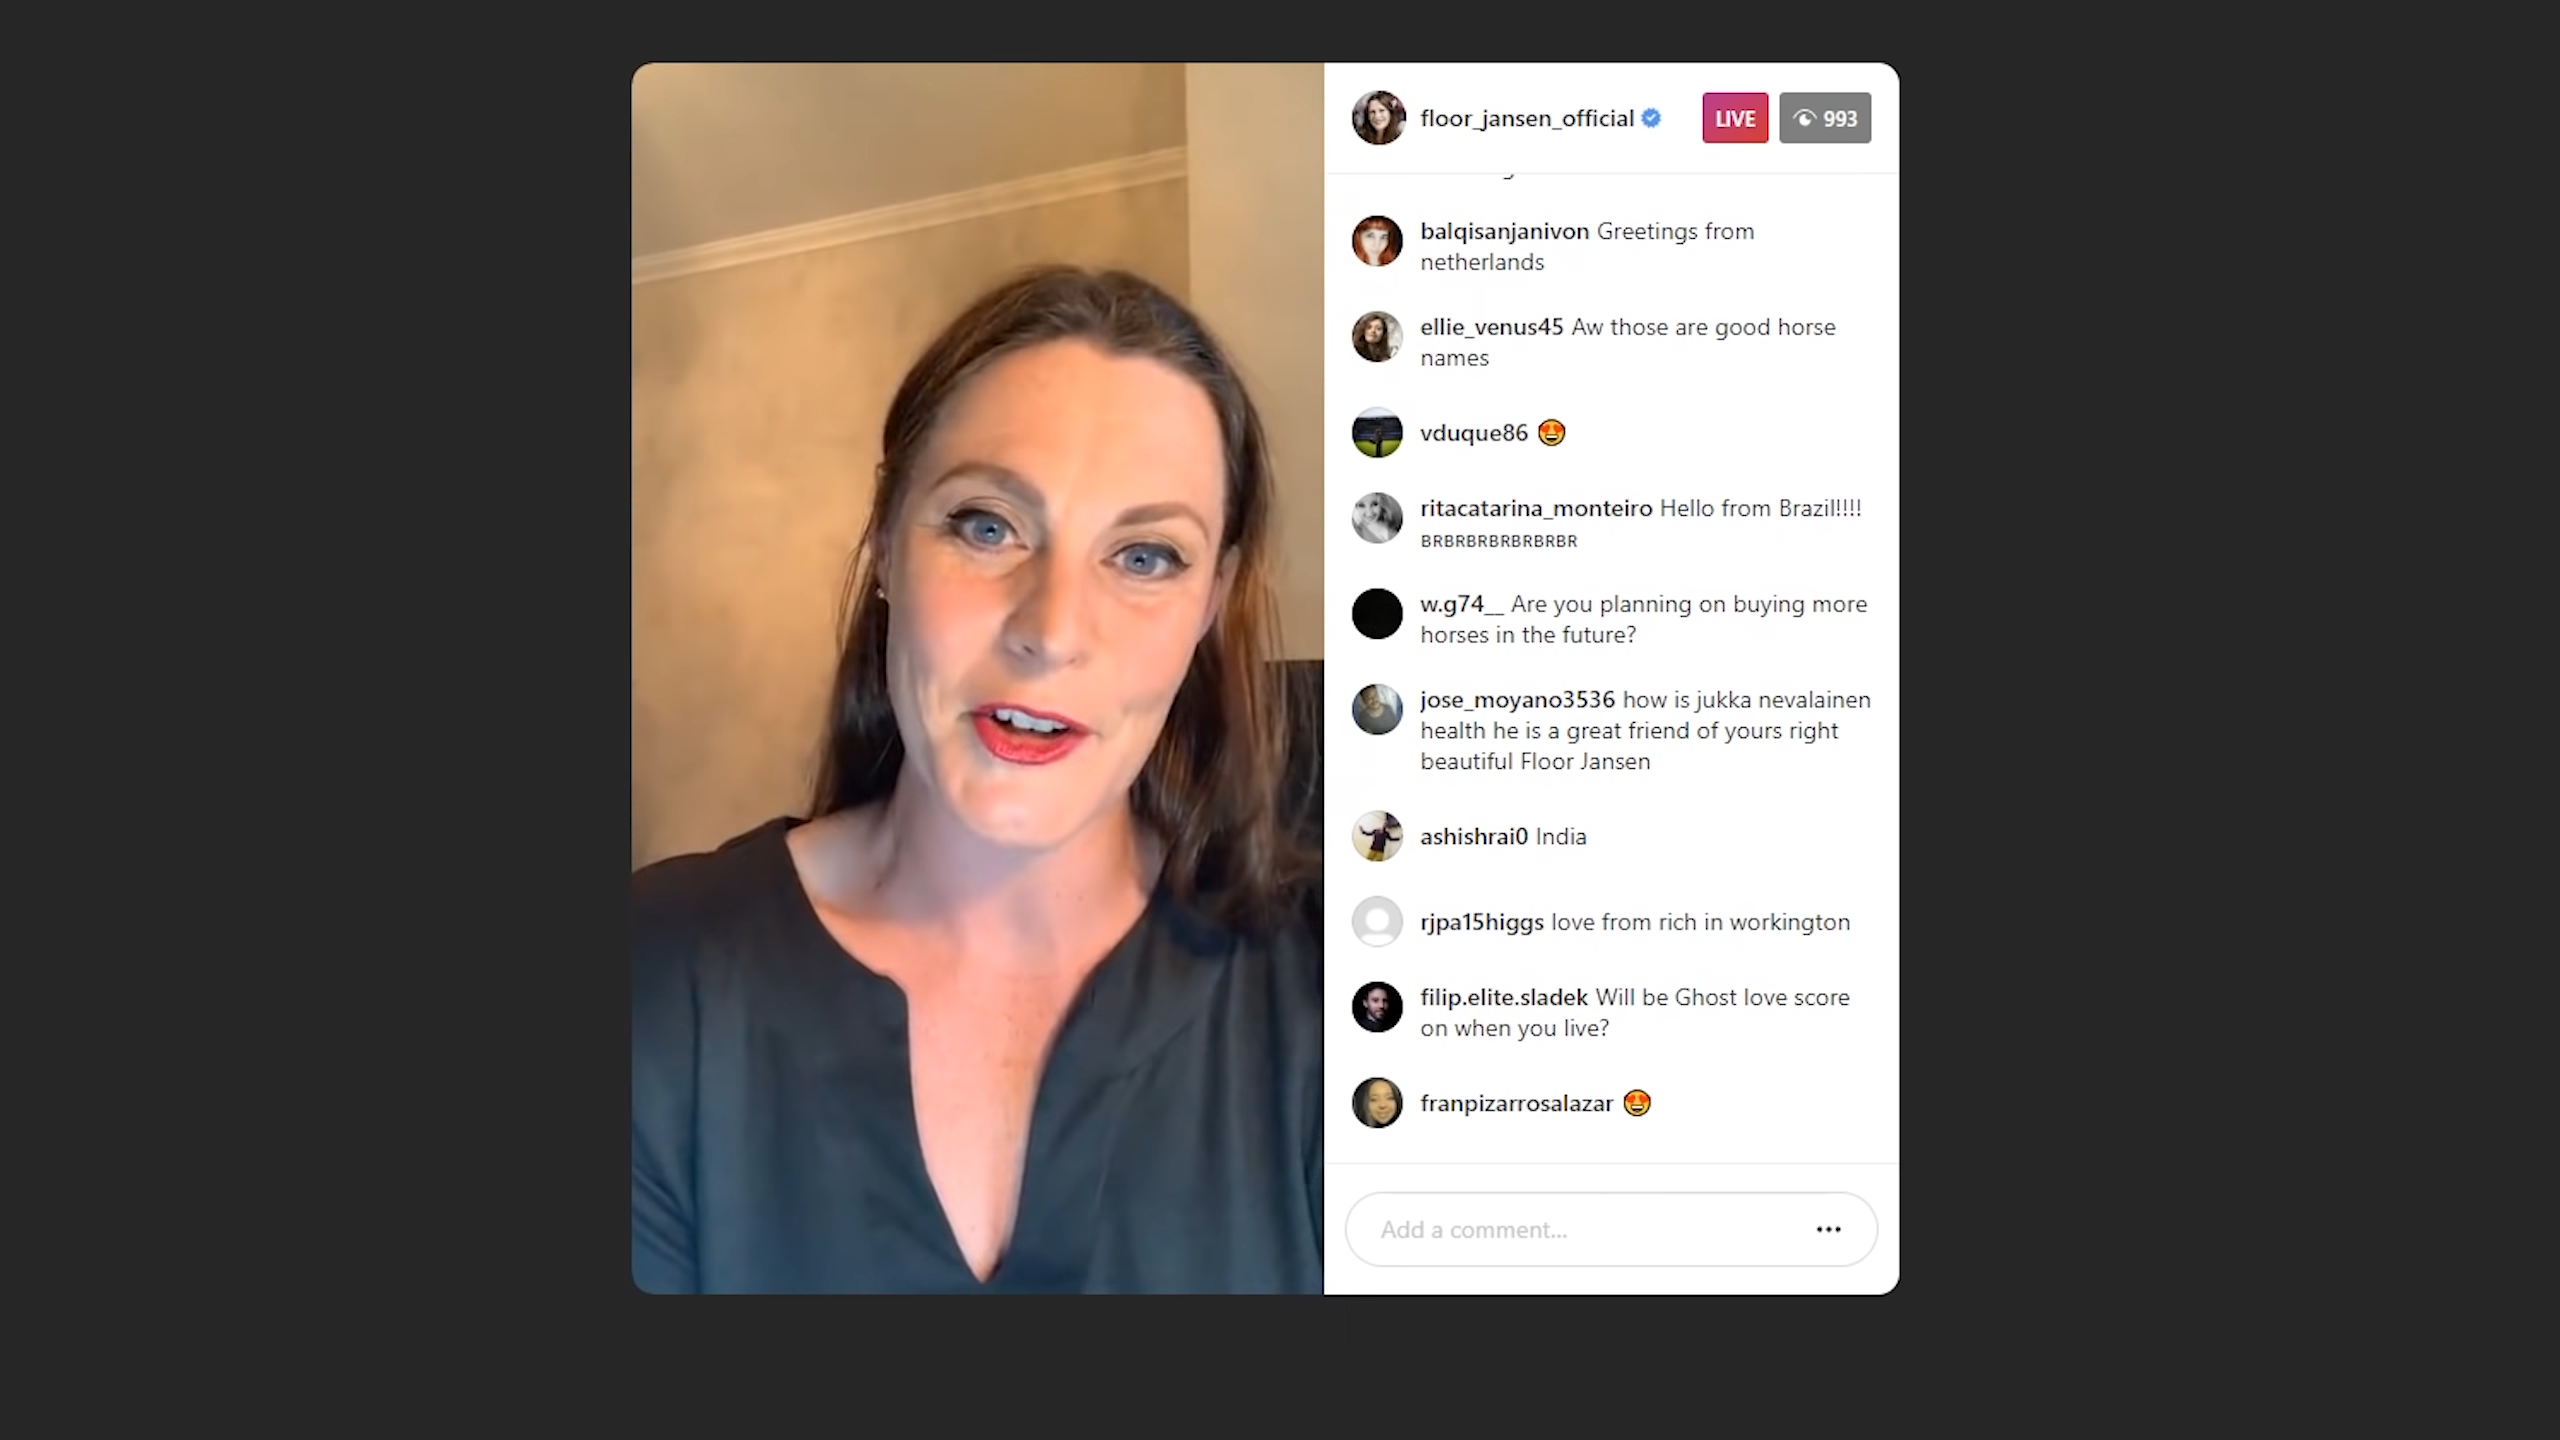 floor_jansen_official
LIVE
993
balqisanjanivon Greetings from
netherlands
ellie_venus45 Aw those are good horse
names
vduque86 😍
ritacatarina_monteiro Hello from Brazil!!!!
BRBRBRBRBRBRBR
w.g74__ Are you planning on buying more
horses in the future?
jose_moyano3536 how is jukka nevalainen
health he is a great friend of yours right
beautiful Floor Jansen
ashishrai0 India
rjpa15higgs love from rich in workington
filip.elite.sladek Will be Ghost love score
on when you live?
franpizarrosalazar 😍
Add a comment...